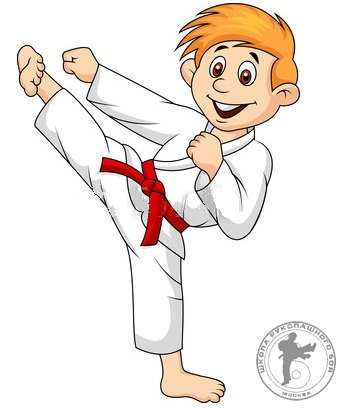 ШКОЛА РУКОПАШНОГО БОЯ
МОСКВА